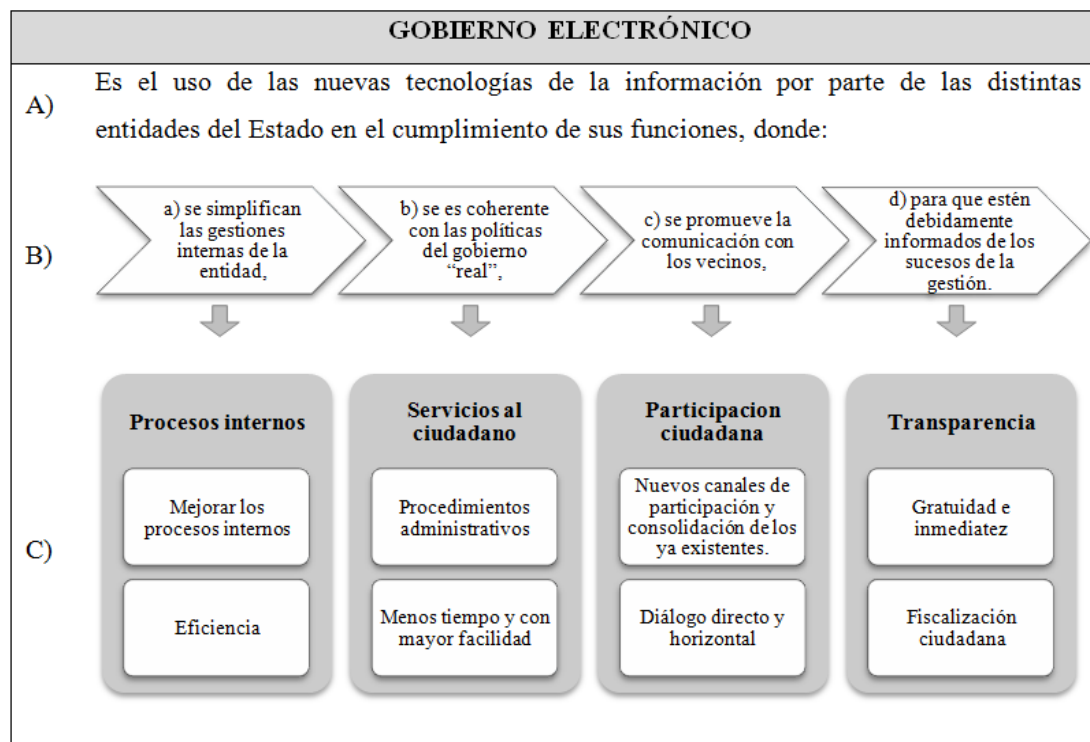 GOBIERNO ELECTRÓNICO
A)
Es el uso de las nuevas tecnologías de la información por parte de las distintas
entidades del Estado en el cumplimiento de sus funciones, donde:
B)
a) se simplifican
las gestiones
internas de la
entidad,
b) se es coherente
con las políticas
del gobierno
“real”,
c) se promueve la
comunicación con
los vecinos,
d) para que estén
debidamente
informados de los
sucesos de la
gestión.
C)
Procesos internos
Mejorar los
procesos internos
Eficiencia
Servicios al
ciudadano
Procedimientos
administrativos
Menos tiempo y con
mayor facilidad
Participacion
ciudadana
Nuevos canales de
participación y
consolidación de los
ya existentes.
Diálogo directo y
horizontal
Transparencia
Gratuidad e
inmediatez
Fiscalización
ciudadana